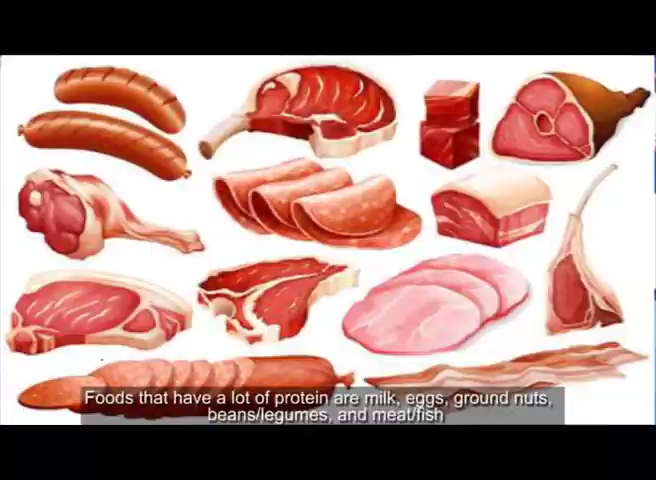 Foods that have a lot of protein are milk, eggs, ground nuts,
beans/legumes, and meat/fish